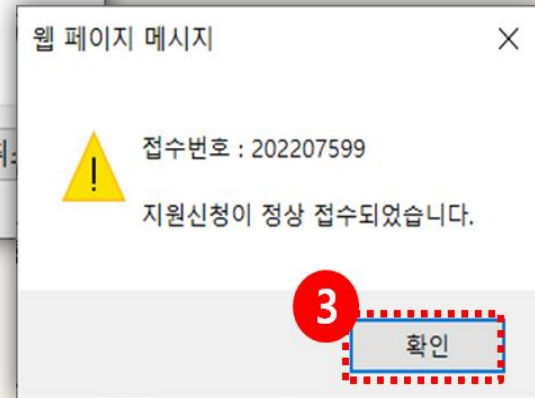 웹 페이지 메시지
접수번호 : 202207599
지원신청이 정상 접수되었습니다.
3
확인